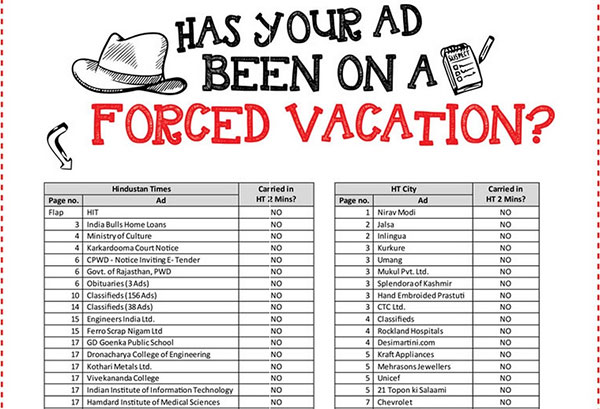 HAS YOUR AD
BEEN ON A
SUSPECT
FORCED VACATION?
Hindustan Times Carried in
Page no. Ad HT 2 Mins?
Flap HIT NO
3 India Bulls Home Loans NO
4 Ministry of Culture NO
4 Karkardooma Court Notice NO
6 CPWD - Notice Inviting E- Tender NO
6 Govt. of Rajasthan, PWD NO
6 Obituaries (3 Ads) NO
10 Classifieds (156 Ads) NO
14 Classifieds (38 Ads) NO
15 Engineers India Ltd. NO
15 Ferro Scrap Nigam Ltd NO
17 GD Goenka Public School NO
17 Dronacharya College of Engineering NO
17 Kothari Metals Ltd. NO
17 Vivekananda College NO
17 Indian Institute of Information Technology NO
17 Hamdard Institute of Medical Sciences NO
HT City Carried in
Page no. Ad HT 2 Mins?
1 Nirav Modi NO
2 Jalsa NO
2 Inlingua NO
3 Kurkure NO
3 Umang NO
3 Mukul Pvt. Ltd. NO
3 Splendora of Kashmir NO
3 Hand Embroided Prastuti NO
3 CTC Ltd. NO
4 Classifieds NO
4 Rockland Hospitals NO
4 Desimartini.com NO
5 Kraft Appliances NO
5 Mehrasons Jewellers NO
5 Unicef NO
5 21 Topon ki Salaami NO
7 Chevrolet NO